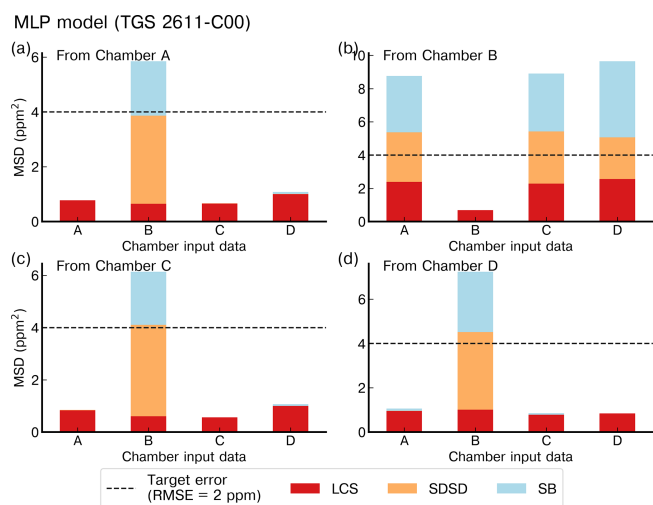 MLP model (TGS 2611-C00)
(a) From Chamber A
MSD (ppm²)
6
4
2
0
A B C D
Chamber input data
(b) From Chamber B
10
8
6
4
2
0
A B C D
Chamber input data
(c) From Chamber C
MSD (ppm²)
6
4
2
0
A B C D
Chamber input data
(d) From Chamber D
6
4
2
0
A B C D
Chamber input data
Target error
(RMSE = 2 ppm)
LCS
SDSD
SB